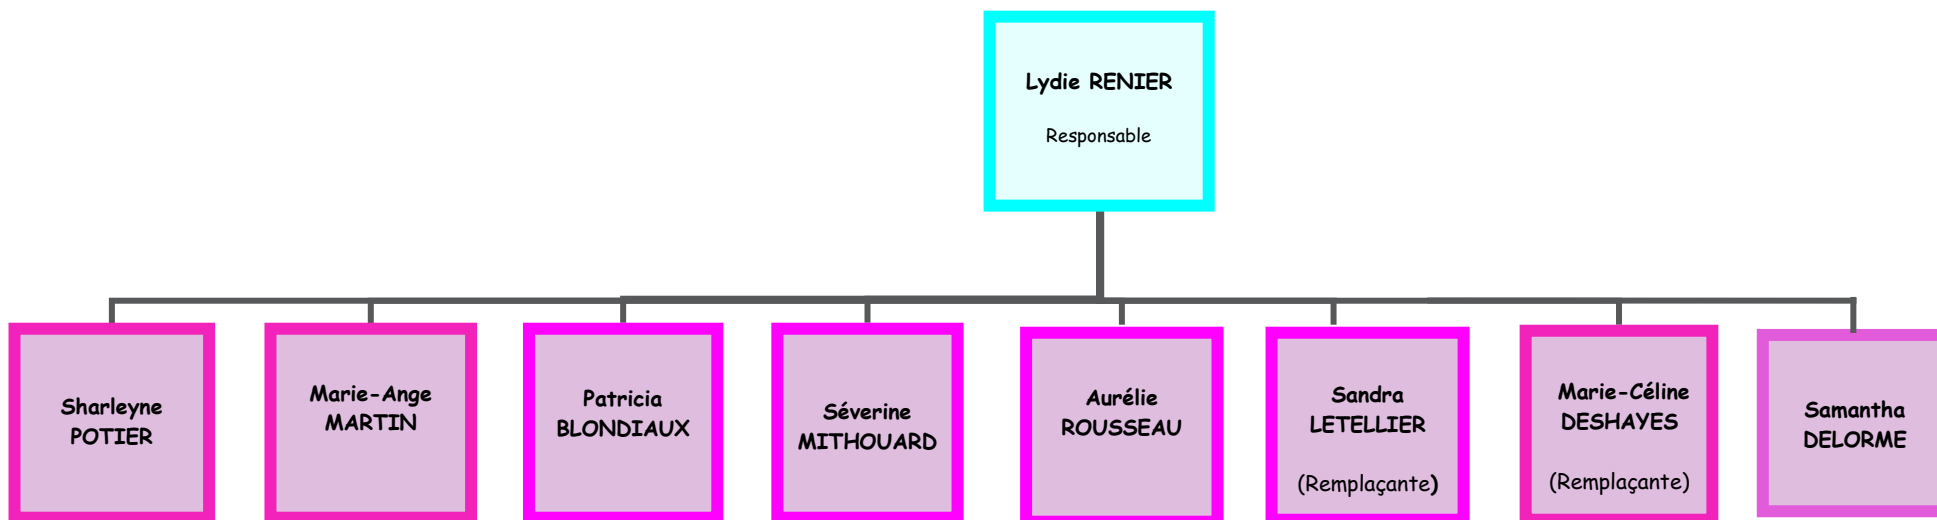 Lydie RENIER
Responsable
Sharleyne
POTIER
Marie-Ange
MARTIN
Patricia
BLONDIAUX
Séverine
MITHOUARD
Aurélie
ROUSSEAU
Sandra
LETELLIER
(Remplaçante)
Marie-Céline
DESHAYES
(Remplaçante)
Samantha
DELORME